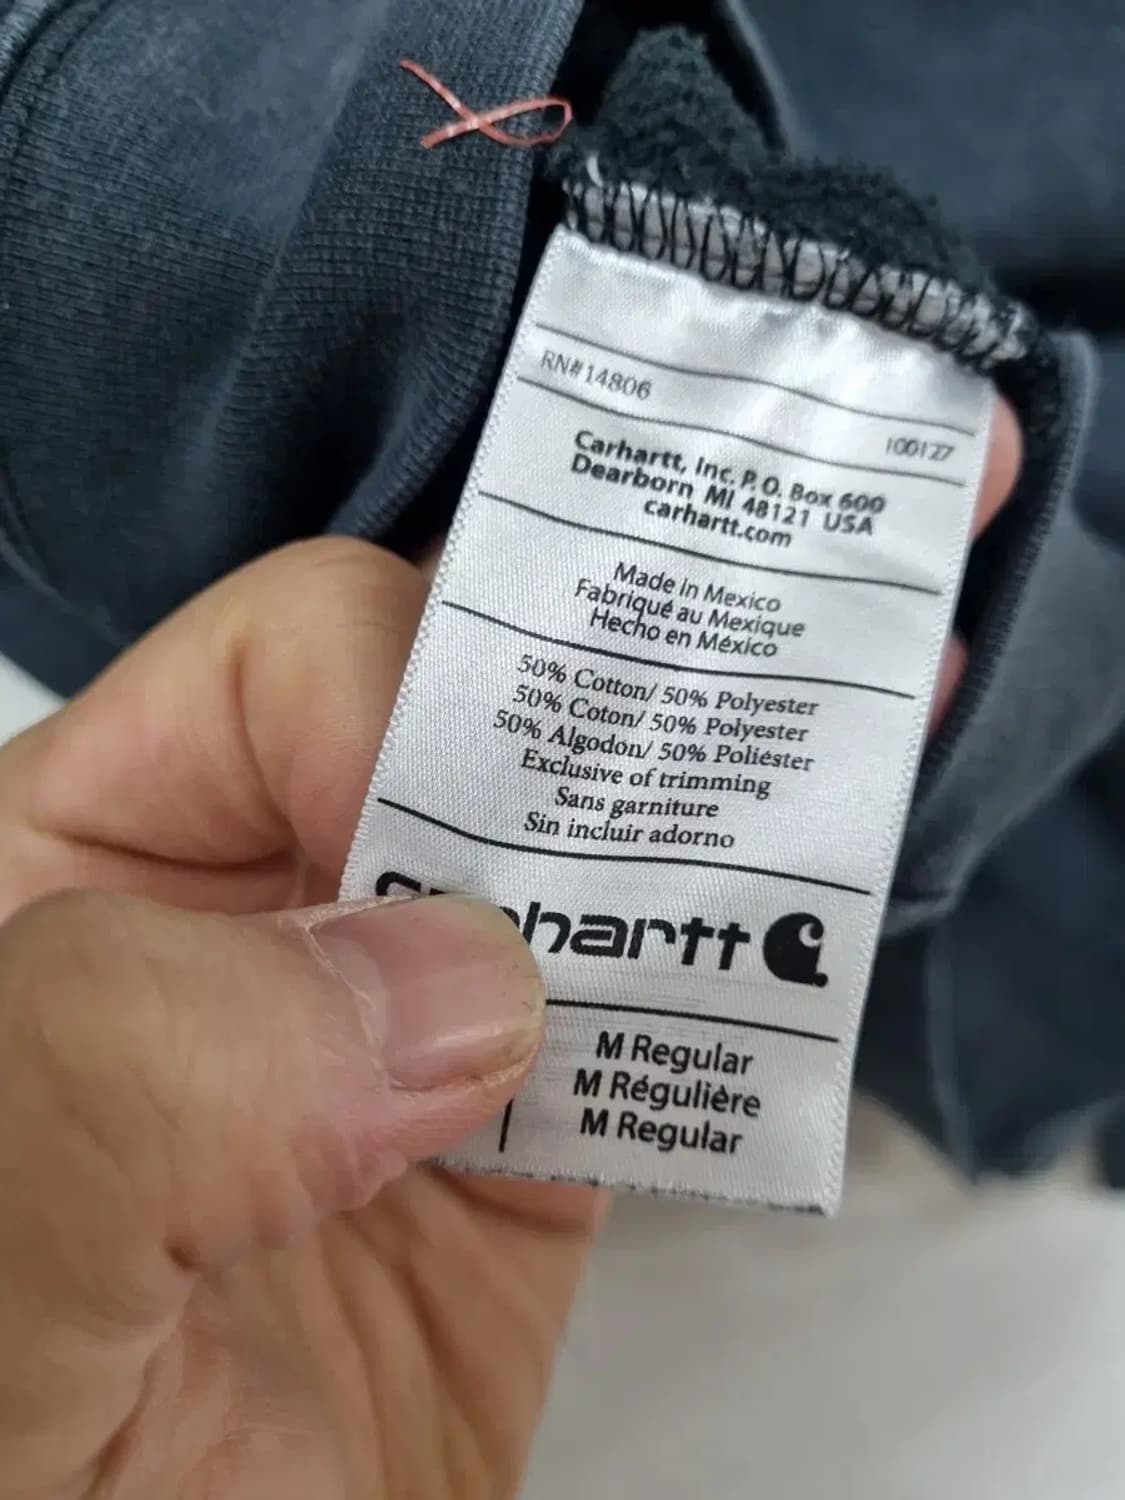 RN#14806
100127
Carhartt, Inc. P.O. Box 600
Dearborn MI 48121 USA
carhartt.com
Made in Mexico
Fabriqué au Mexique
Hecho en México
50% Cotton/ 50% Polyester
50% Coton/ 50% Polyester
50% Algodon/ 50% Poliéster
Exclusive of trimming
Sans garniture
Sin incluir adorno
carhartt
M Regular
M Régulière
M Regular